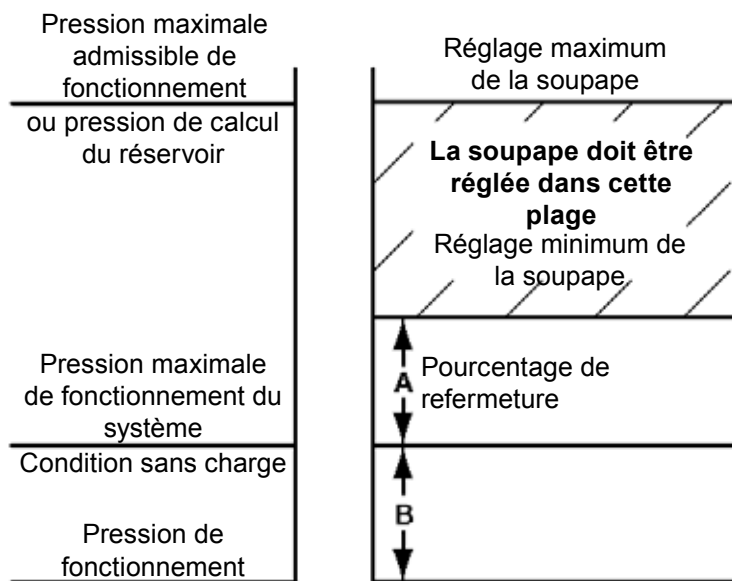 Pression maximale
admissible de
fonctionnement
ou pression de calcul
du réservoir
Pression maximale
de fonctionnement du
système
Condition sans charge
Pression de
fonctionnement
Réglage maximum
de la soupape
La soupape doit être
réglée dans cette
plage
Réglage minimum de
la soupape
A
Pourcentage de
refermeture
B